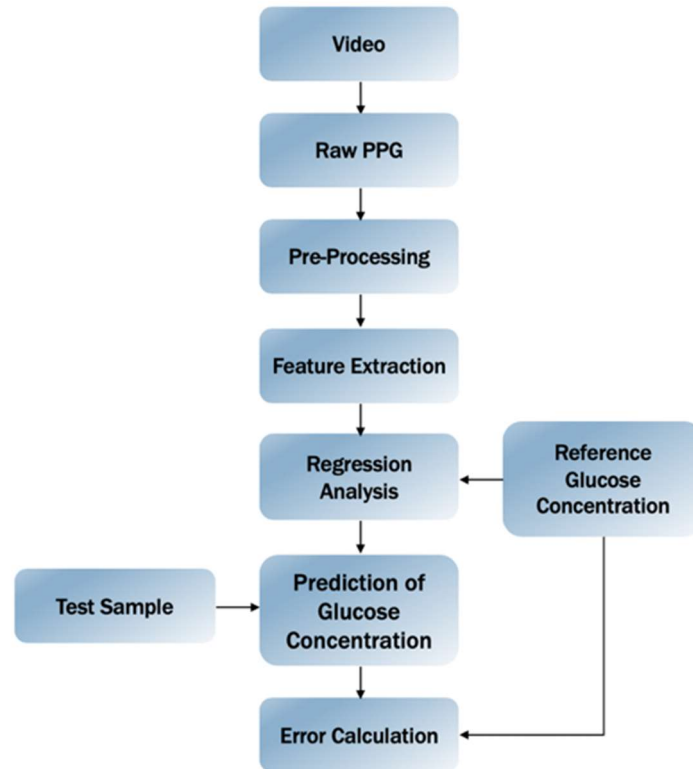 Video
Raw PPG
Pre-Processing
Feature Extraction
Regression
Analysis
Reference
Glucose
Concentration
Test Sample
Prediction of
Glucose
Concentration
Error Calculation